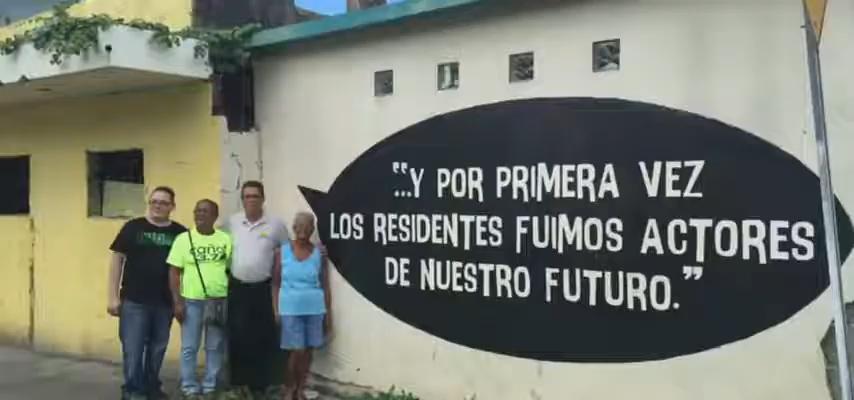 "...Y POR PRIMERA VEZ
LOS RESIDENTES FUIMOS ACTORES
DE NUESTRO FUTURO."